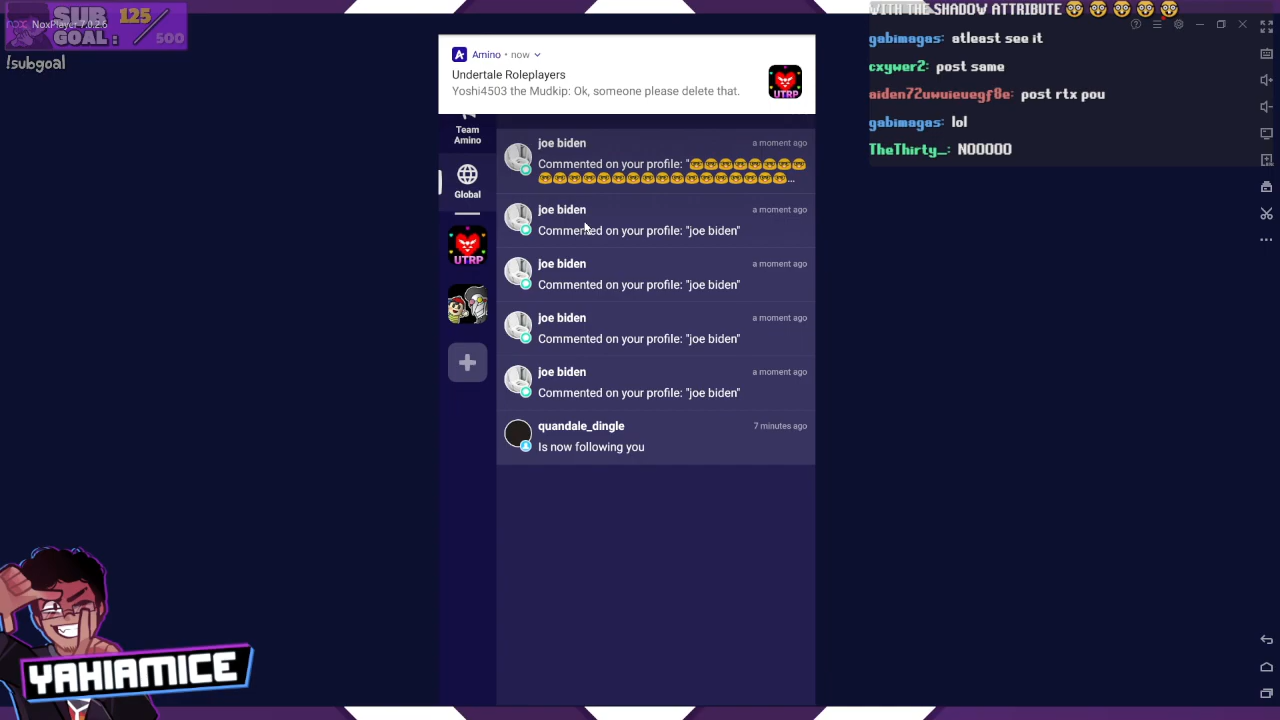 NoxPlayer 7.0.2.6
SUB 125
GOAL: / 500
!subgoal
Amino • now
Undertale Roleplayers
Yoshi4503 the Mudkip: Ok, someone please delete that.
UTRP
Team
Amino
Global
UTRP
joe biden a moment ago
Commented on your profile: "🤓🤓🤓🤓🤓🤓🤓🤓
🤓🤓🤓🤓🤓🤓🤓🤓🤓🤓🤓🤓🤓🤓🤓🤓🤓...
joe biden a moment ago
Commented on your profile: "joe biden"
joe biden a moment ago
Commented on your profile: "joe biden"
joe biden a moment ago
Commented on your profile: "joe biden"
joe biden a moment ago
Commented on your profile: "joe biden"
quandale_dingle 7 minutes ago
Is now following you
WITH THE SHADOW ATTRIBUTE 🤓 🤓 🤓 🤓 🤓
gabimagas: atleast see it
cxywer2: post same
post rtx pou
gabimagas: lol
TheThirty_: NOOOOO
YAHIAMICE